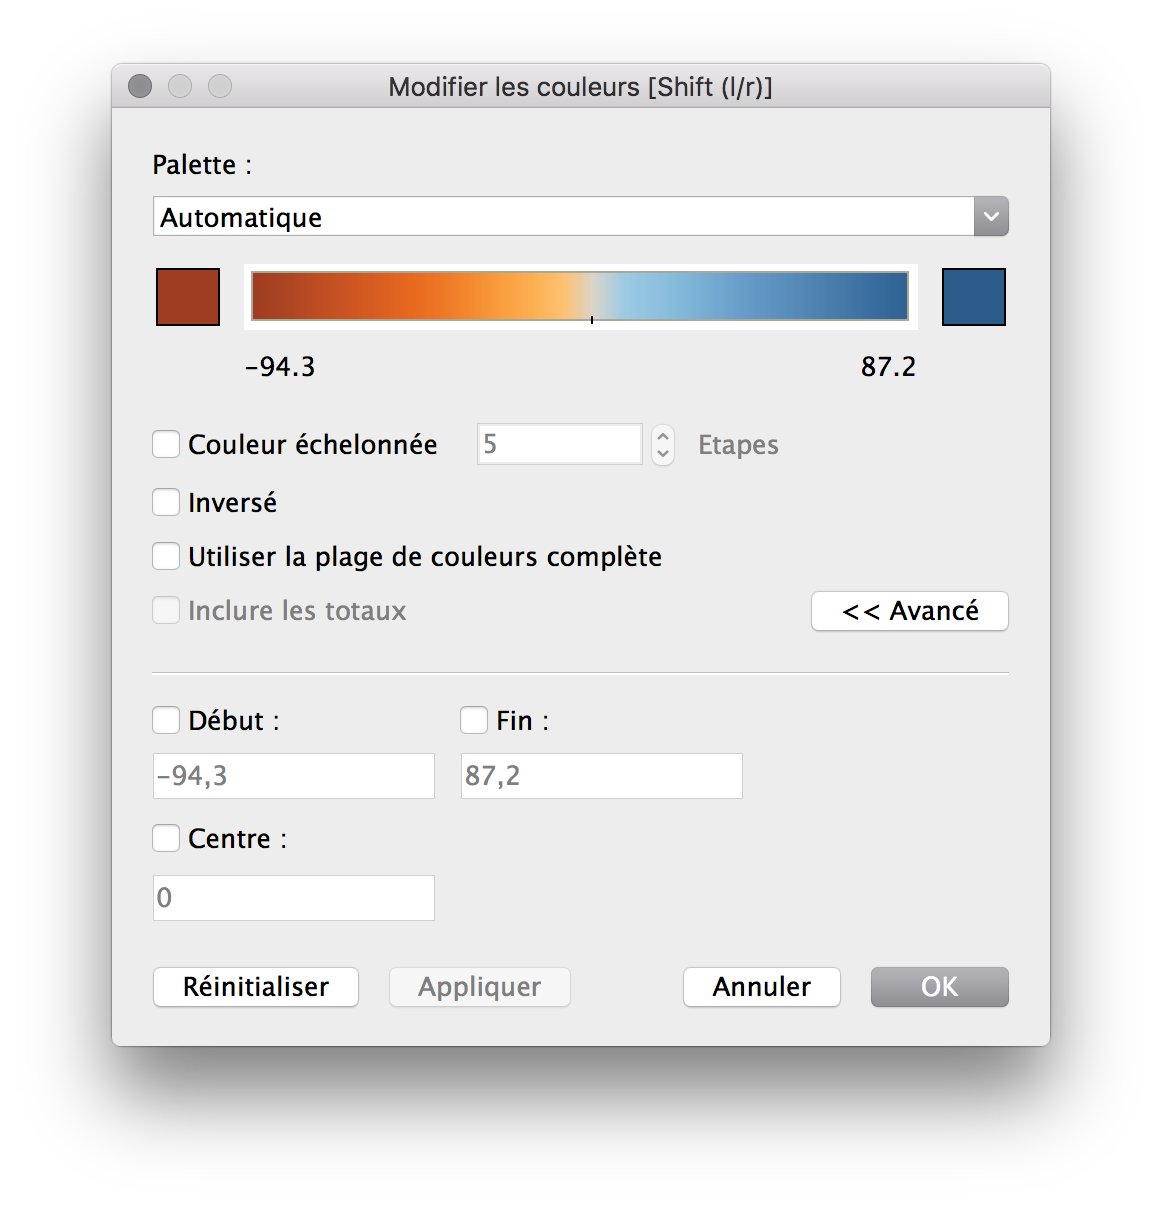 Modifier les couleurs [Shift (l/r)]
Palette :
Automatique
-94.3 87.2
Couleur échelonnée 5 Etapes
Inversé
Utiliser la plage de couleurs complète
Inclure les totaux << Avancé
Début : Fin :
-94,3 87,2
Centre :
0
Réinitialiser Appliquer Annuler OK